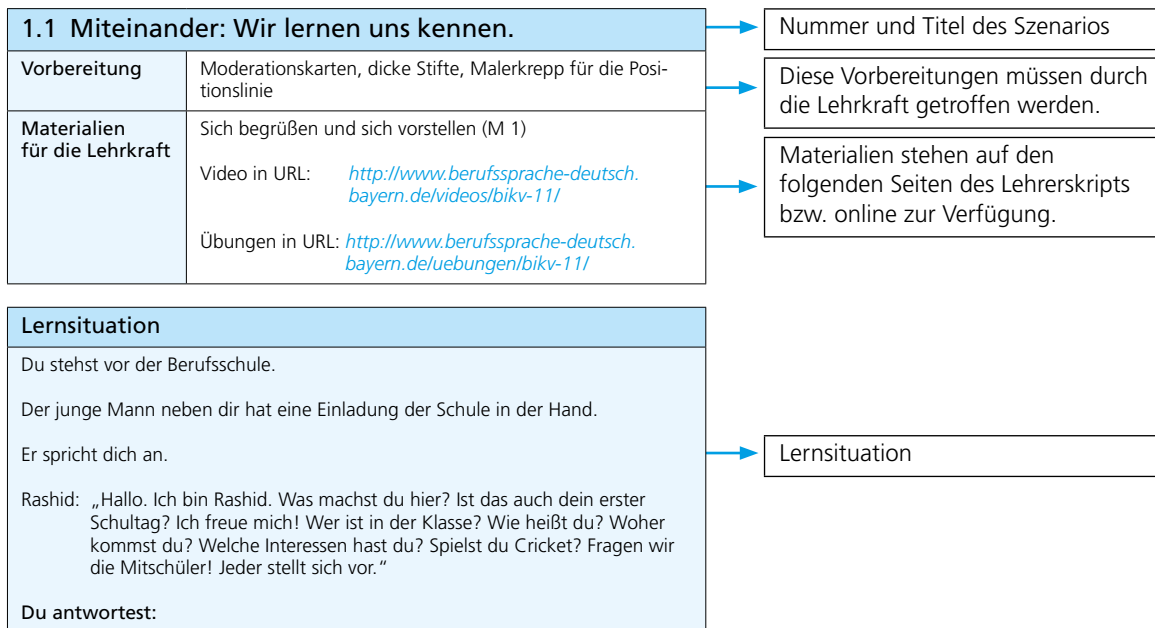 1.1 Miteinander: Wir lernen uns kennen.
Nummer und Titel des Szenarios
Vorbereitung
Moderationskarten, dicke Stifte, Malerkrepp für die Posi-
tionslinie
Diese Vorbereitungen müssen durch
die Lehrkraft getroffen werden.
Materialien
für die Lehrkraft
Sich begrüßen und sich vorstellen (M 1)
Video in URL: http://www.berufssprache-deutsch.
bayern.de/videos/bikv-11/
Übungen in URL: http://www.berufssprache-deutsch.
bayern.de/uebungen/bikv-11/
Materialien stehen auf den
folgenden Seiten des Lehrerskripts
bzw. online zur Verfügung.
Lernsituation
Du stehst vor der Berufsschule.
Der junge Mann neben dir hat eine Einladung der Schule in der Hand.
Er spricht dich an.
Lernsituation
Rashid: „Hallo. Ich bin Rashid. Was machst du hier? Ist das auch dein erster
Schultag? Ich freue mich! Wer ist in der Klasse? Wie heißt du? Woher
kommst du? Welche Interessen hast du? Spielst du Cricket? Fragen wir
die Mitschüler! Jeder stellt sich vor.“
Du antwortest: